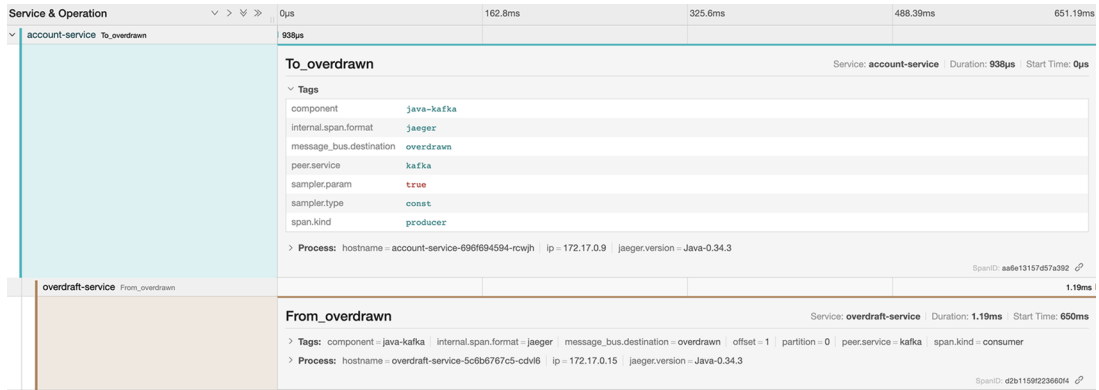 Service & Operation 0μs 162.8ms 325.6ms 488.39ms 651.19ms
account-service To_overdrawn 938μs
To_overdrawn Service: account-service Duration: 938μs Start Time: 0μs
Tags
component java-kafka
internal.span.format jaeger
message_bus.destination overdrawn
peer.service kafka
sampler.param true
sampler.type const
span.kind producer
Process: hostname = account-service-696f694594-rcwjh ip = 172.17.0.9 jaeger.version = Java-0.34.3
SpanID: aa6e13157d57a392
overdraft-service From_overdrawn 1.19ms
From_overdrawn Service: overdraft-service Duration: 1.19ms Start Time: 650ms
Tags: component = java-kafka internal.span.format = jaeger message_bus.destination = overdrawn offset = 1 partition = 0 peer.service = kafka span.kind = consumer
Process: hostname = overdraft-service-5c6b6767c5-cdvl6 ip = 172.17.0.15 jaeger.version = Java-0.34.3
SpanID: d2b1159f223660f4